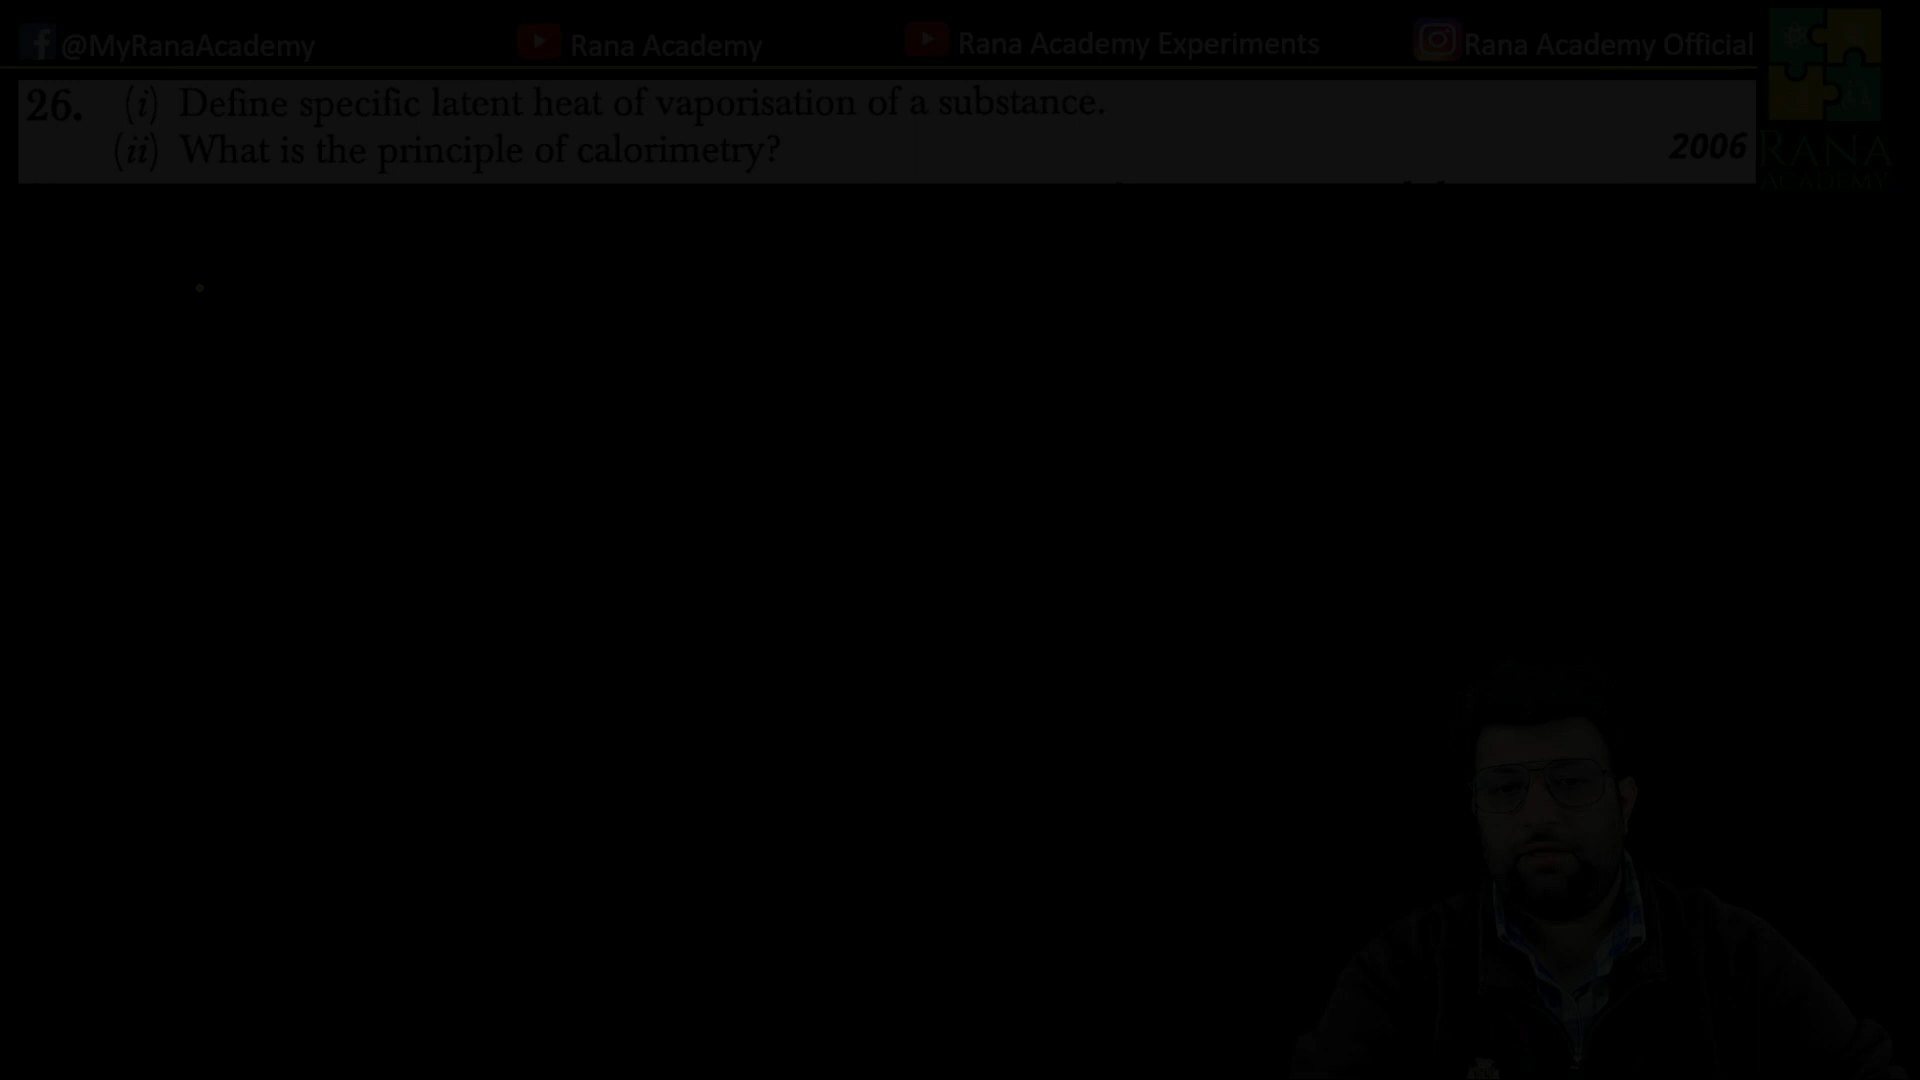 @MyRanaAcademy Rana Academy Rana Academy Experiments Rana Academy Official
26. (i) Define specific latent heat of vaporisation of a substance.
(ii) What is the principle of calorimetry? 2006
RANA
ACADEMY